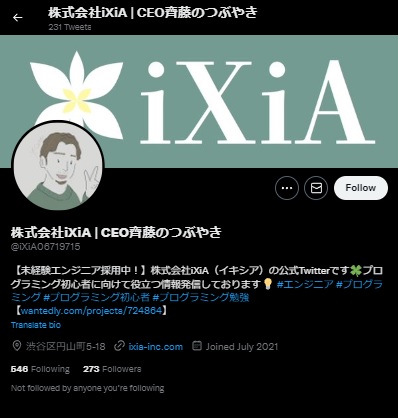 株式会社iXiA | CEO齊藤のつぶやき
231 Tweets
iXiA
Follow
株式会社iXiA | CEO齊藤のつぶやき
@iXiA06719715
【未経験エンジニア採用中！】株式会社iXiA（イキシア）の公式Twitterです🍀プロ
グラミング初心者に向けて役立つ情報発信しております💡 #エンジニア #プログラ
ミング #プログラミング初心者 #プログラミング勉強
【wantedly.com/projects/724864】
Translate bio
渋谷区円山町5-18 ixia-inc.com Joined July 2021
546 Following 273 Followers
Not followed by anyone you're following